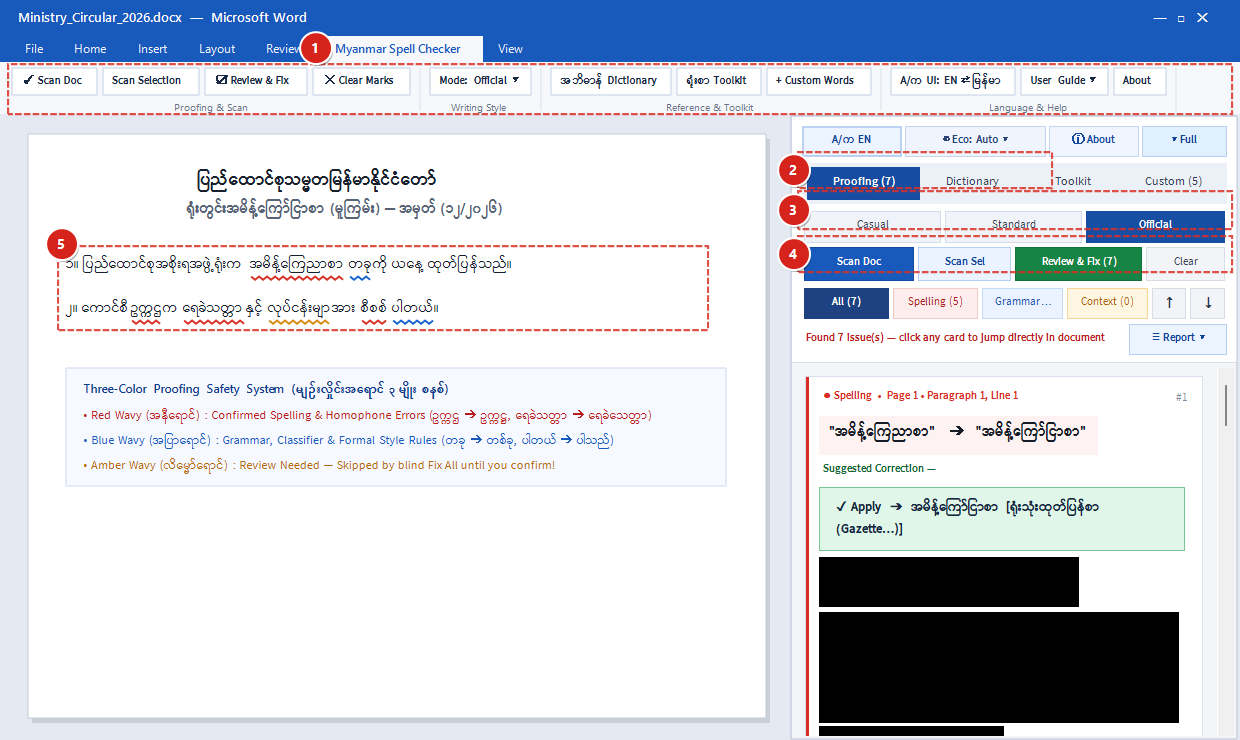 Ministry_Circular_2026.docx — Microsoft Word
File Home Insert Layout Review 1 Myanmar Spell Checker View
✓ Scan Doc Scan Selection Review & Fix ✕ Clear Marks Mode: Official ▾ အဘိဓာန် Dictionary ရုံးစာ Toolkit + Custom Words A/က UI: EN ⇄ မြန်မာ User Guide ▾ About
Proofing & Scan Writing Style Reference & Toolkit Language & Help
A/က EN Eco: Auto ▾ ⓘ About ▾ Full
2 Proofing (7) Dictionary Toolkit Custom (5)
3 Casual Standard Official
4 Scan Doc Scan Sel Review & Fix (7) Clear
All (7) Spelling (5) Grammar... Context (0) ↑ ↓
Found 7 issue(s) — click any card to jump directly in document ☰ Report ▾
● Spelling • Page 1 • Paragraph 1, Line 1 #1
"အမိန့်ကြေညာစာ" → "အမိန့်ကြော်ငြာစာ"
Suggested Correction —
✓ Apply → အမိန့်ကြော်ငြာစာ [ရုံးသုံးထုတ်ပြန်စာ
(Gazette...)]
ပြည်ထောင်စုသမ္မတမြန်မာနိုင်ငံတော်
ရုံးတွင်းအမိန့်ကြော်ငြာစာ (မူကြမ်း) — အမှတ် (၁၂/၂၀၂၆)
5
၁။ ပြည်ထောင်စုအစိုးရအဖွဲ့ရုံးက အမိန့်ကြေညာစာ တခုကို ယနေ့ ထုတ်ပြန်သည်။
၂။ ကောင်စီဥက္ကဌက ရေခဲသတ္တာ နှင့် လုပ်ငန်းများအား စီစစ် ပါတယ်။
Three-Color Proofing Safety System (မျဉ်းလှိုင်းအရောင် ၃ မျိုး စနစ်)
• Red Wavy (အနီရောင်) : Confirmed Spelling & Homophone Errors (ဥက္ကဌ → ဥက္ကဋ္ဌ, ရေခဲသတ္တာ → ရေခဲသေတ္တာ)
• Blue Wavy (အပြာရောင်) : Grammar, Classifier & Formal Style Rules (တခု → တစ်ခု, ပါတယ် → ပါသည်)
• Amber Wavy (လိမ္မော်ရောင်) : Review Needed — Skipped by blind Fix All until you confirm!